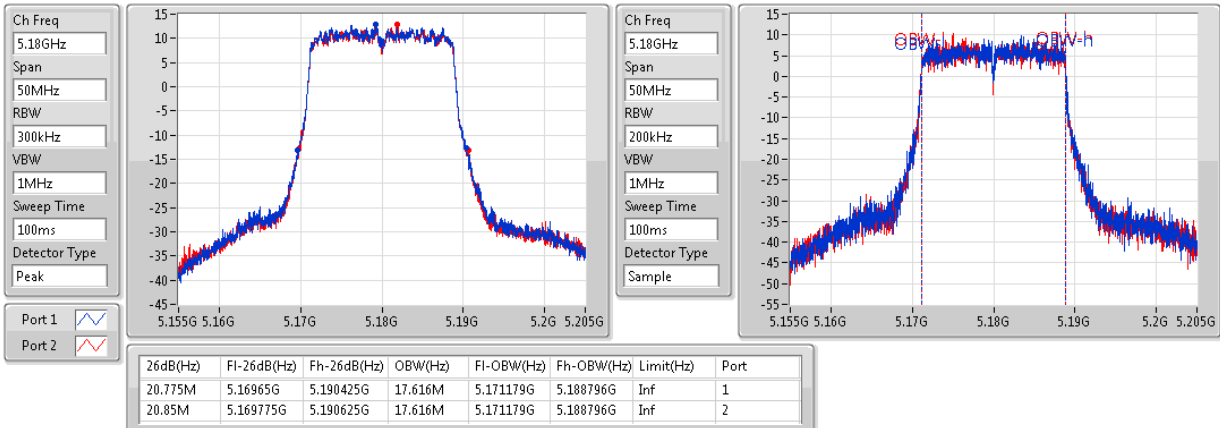 Ch Freq
5.18GHz
Span
50MHz
RBW
300kHz
VBW
1MHz
Sweep Time
100ms
Detector Type
Peak
Port 1
Port 2
15
10
5
0
-5
-10
-15
-20
-25
-30
-35
-40
-45
5.155G 5.16G 5.17G 5.18G 5.19G 5.2G 5.205G
Ch Freq
5.18GHz
Span
50MHz
RBW
200kHz
VBW
1MHz
Sweep Time
100ms
Detector Type
Sample
15
10
5
0
-5
-10
-15
-20
-25
-30
-35
-40
-45
-50
-55
OBW-h
5.155G 5.16G 5.17G 5.18G 5.19G 5.2G 5.205G
26dB(Hz) Fl-26dB(Hz) Fh-26dB(Hz) OBW(Hz) Fl-OBW(Hz) Fh-OBW(Hz) Limit(Hz) Port
20.775M 5.16965G 5.190425G 17.616M 5.171179G 5.188796G Inf 1
20.85M 5.169775G 5.190625G 17.616M 5.171179G 5.188796G Inf 2